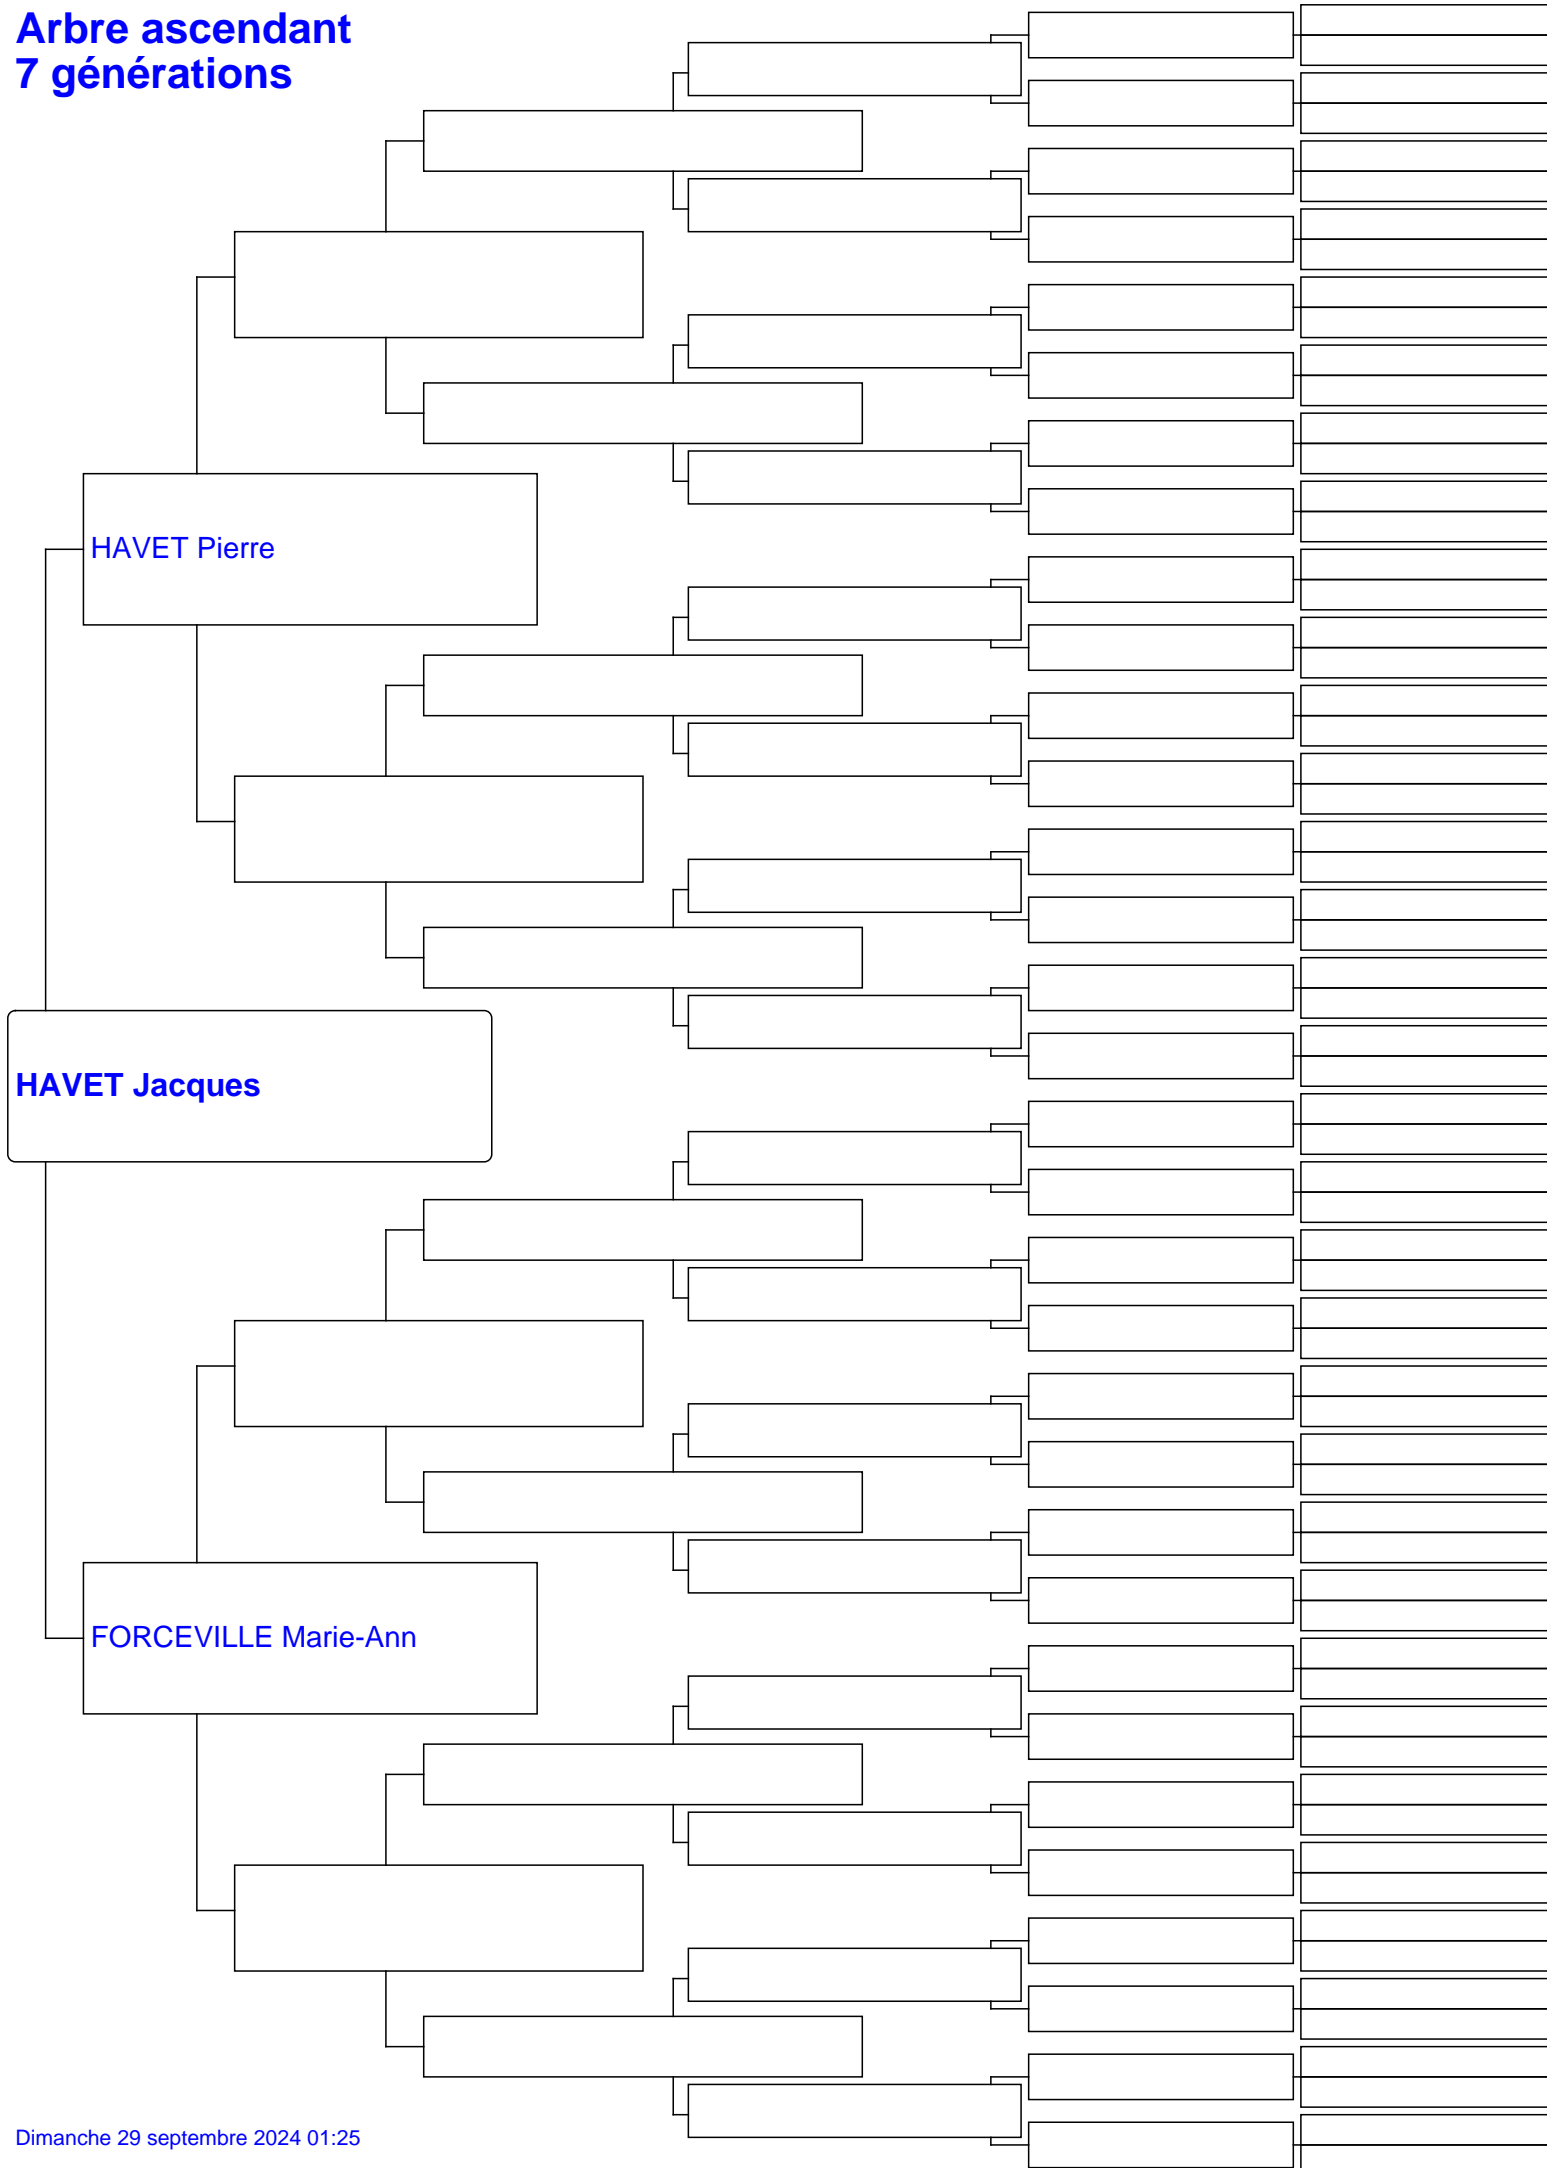 Arbre ascendant
7 générations
HAVET Pierre
HAVET Jacques
FORCEVILLE Marie-Ann
Dimanche 29 septembre 2024 01:25